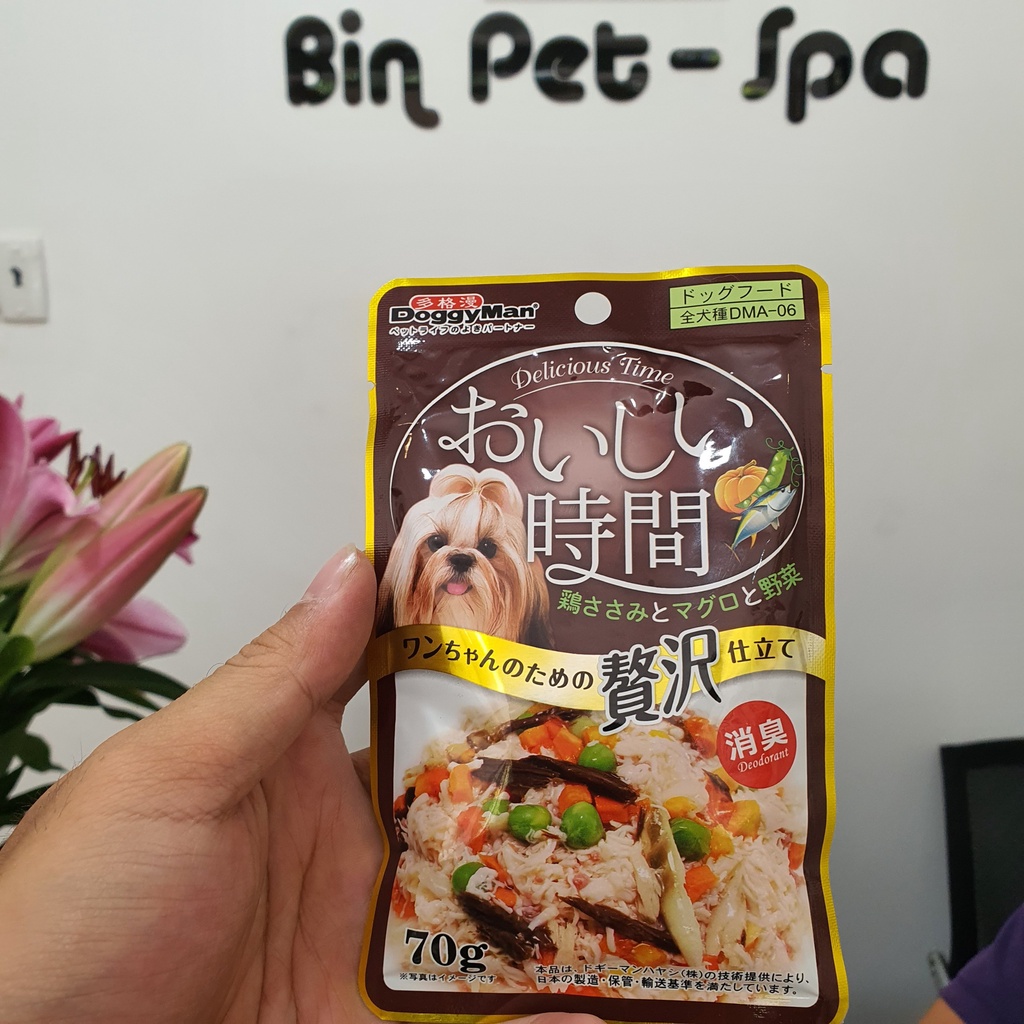 Bin Pet-Spa
多格漫
DoggyMan®
ペットライフのよきパートナー
ドッグフード
全犬種DMA-06
Delicious Time
おいしい
時間
鶏ささみとマグロと野菜
ワンちゃんのための贅沢仕立て
消臭
Deodorant
70g
※写真はイメージです
本品は、ドギーマンハヤシ(株)の技術提供により、
日本の製造・保管・輸送基準を満たしています。